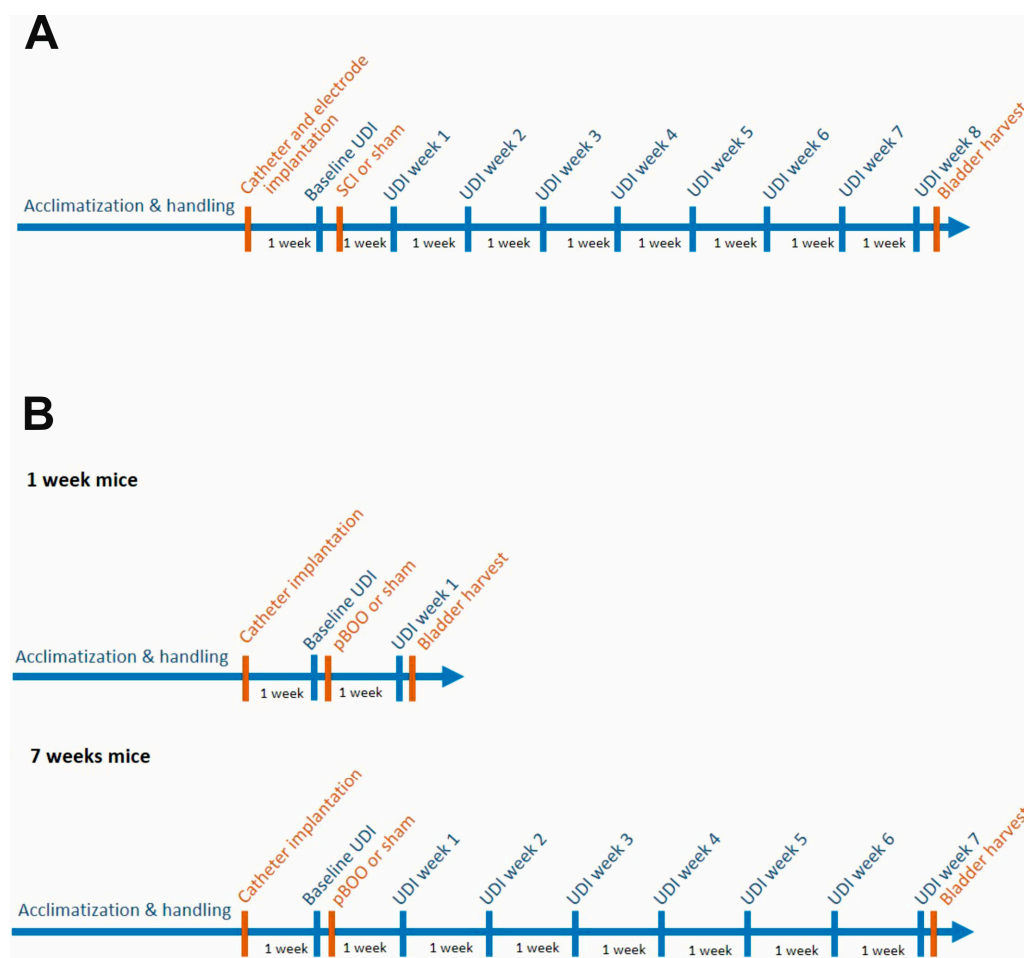 A
Catheter and electrode
implantation
Baseline UDI
SCI or sham
UDI week 1
UDI week 2
UDI week 3
UDI week 4
UDI week 5
UDI week 6
UDI week 7
UDI week 8
Bladder harvest
Acclimatization & handling
1 week
1 week
1 week
1 week
1 week
1 week
1 week
1 week
1 week
B
1 week mice
Catheter implantation
Baseline UDI
pBOO or sham
UDI week 1
Bladder harvest
Acclimatization & handling
1 week
1 week
7 weeks mice
Catheter implantation
Baseline UDI
pBOO or sham
UDI week 1
UDI week 2
UDI week 3
UDI week 4
UDI week 5
UDI week 6
UDI week 7
Bladder harvest
Acclimatization & handling
1 week
1 week
1 week
1 week
1 week
1 week
1 week
1 week